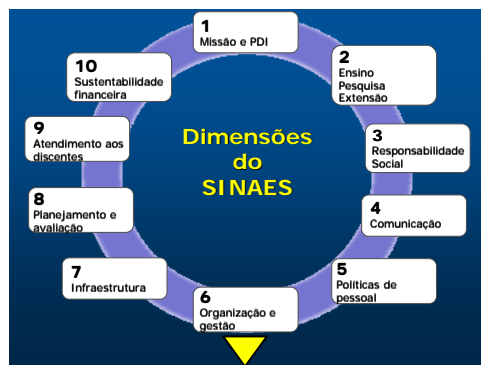 Dimensões
do
SINAES
1
Missão e PDI
2
Ensino
Pesquisa
Extensão
3
Responsabilidade
Social
4
Comunicação
5
Políticas de
pessoal
6
Organização e
gestão
7
Infraestrutura
8
Planejamento e
avaliação
9
Atendimento aos
discentes
10
Sustentabilidade
financeira